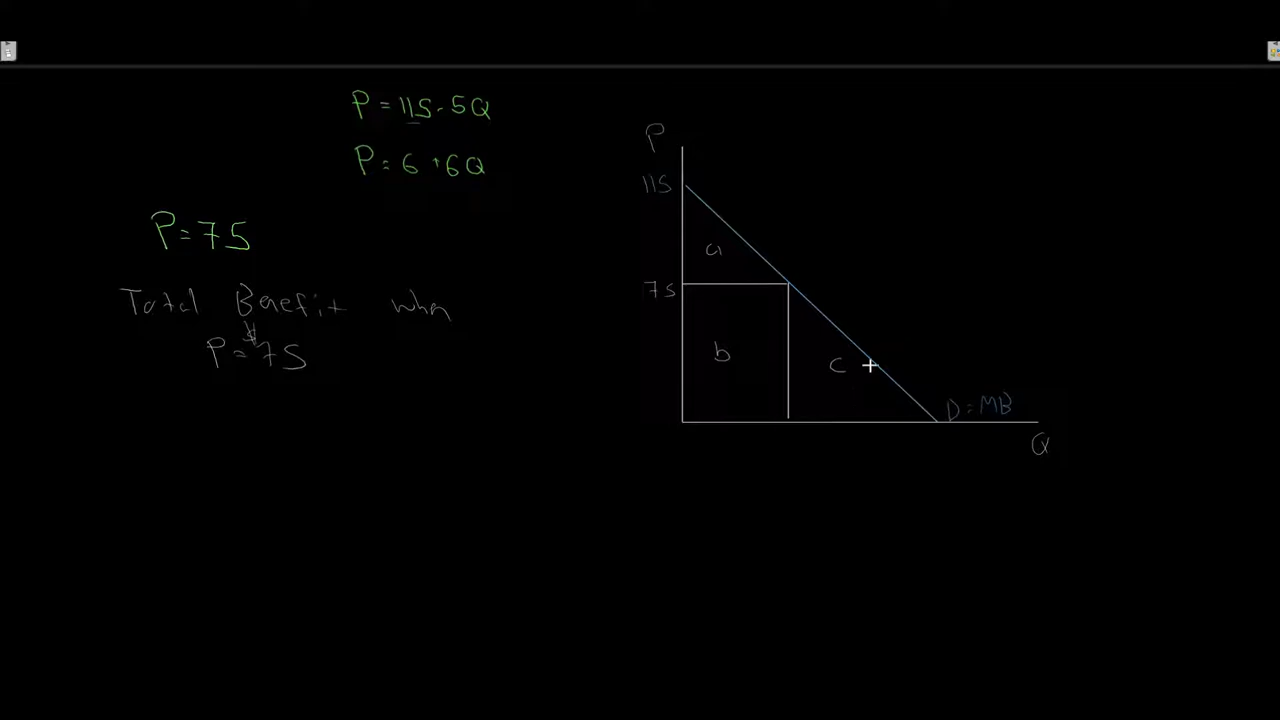 P = 115 - 5Q
P = 6 + 6Q
P = 75
Total Benefit when
P = $75
P
115
a
75
b
c
D = MB
Q